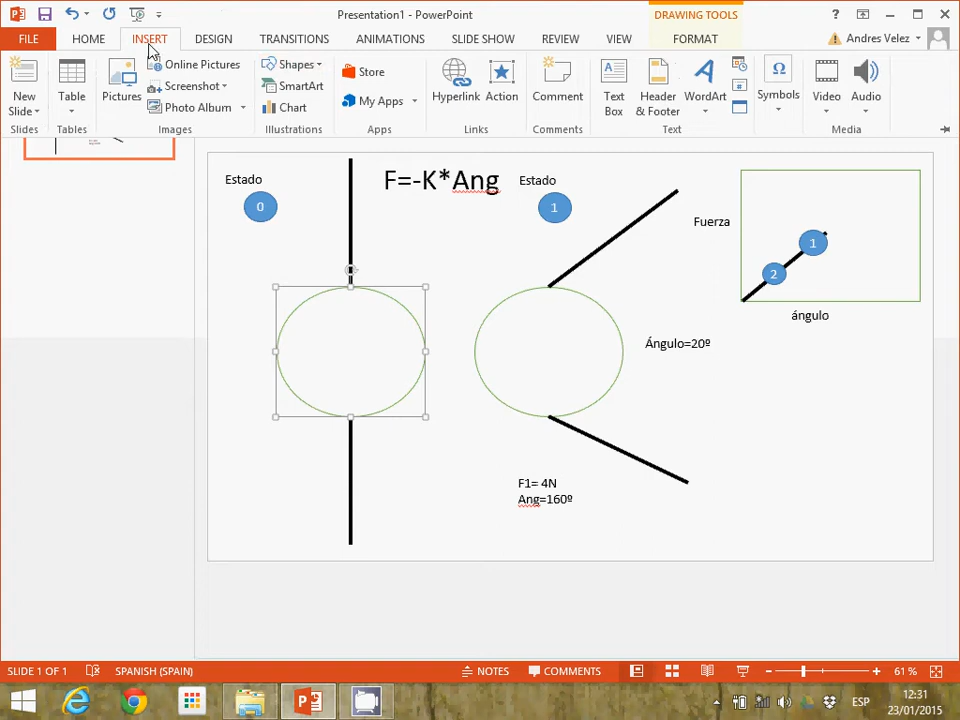 Presentation1 - PowerPoint
DRAWING TOOLS
?
FILE
HOME
INSERT
DESIGN
TRANSITIONS
ANIMATIONS
SLIDE SHOW
REVIEW
VIEW
FORMAT
Andres Velez
New Slide
Table
Pictures
Online Pictures
Screenshot
Photo Album
Shapes
SmartArt
Chart
Store
My Apps
Hyperlink
Action
Comment
Text Box
Header & Footer
WordArt
Symbols
Video
Audio
Slides
Tables
Images
Illustrations
Apps
Links
Comments
Text
Media
Estado
0
F=-K*Ang
Estado
1
Fuerza
1
2
ángulo
Ángulo=20º
F1= 4N
Ang=160º
SLIDE 1 OF 1
SPANISH (SPAIN)
NOTES
COMMENTS
61 %
ESP
12:31
23/01/2015